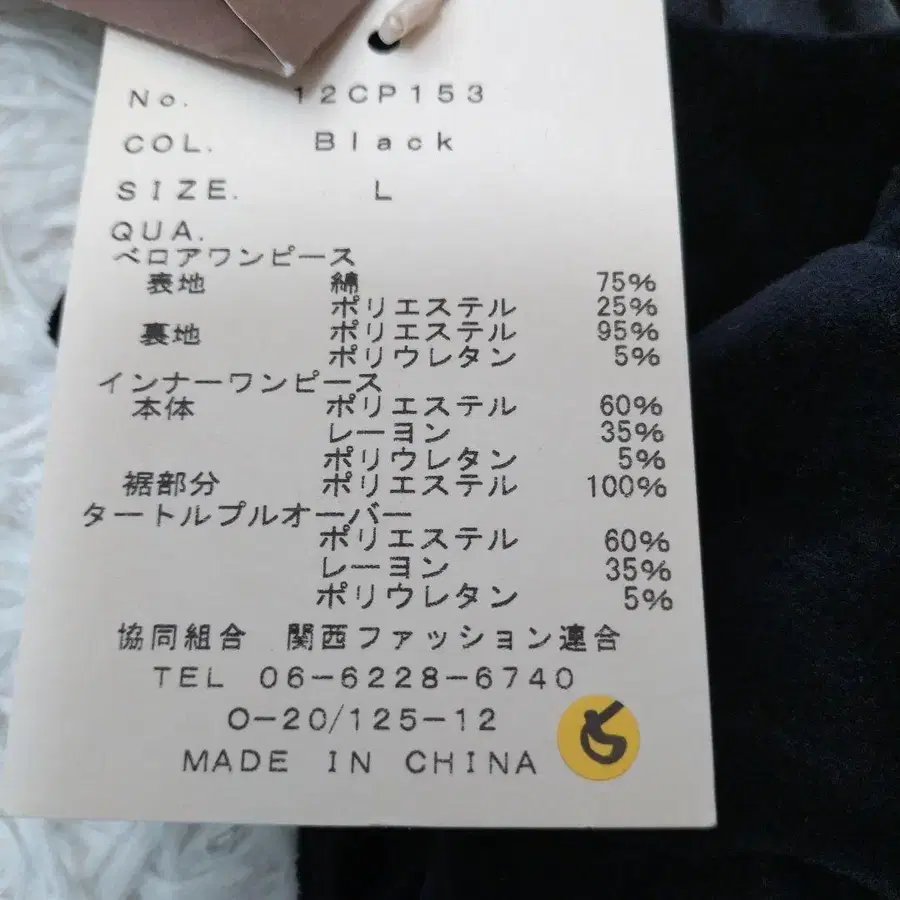 No. 12CP153
COL. Black
SIZE. L
QUA.
ベロアワンピース
表地 綿 75%
ポリエステル 25%
裏地 ポリエステル 95%
ポリウレタン 5%
インナーワンピース
本体 ポリエステル 60%
レーヨン 35%
ポリウレタン 5%
裾部分 ポリエステル 100%
タートルプルオーバー
ポリエステル 60%
レーヨン 35%
ポリウレタン 5%
協同組合 関西ファッション連合
TEL 06-6228-6740
O-20/125-12
MADE IN CHINA